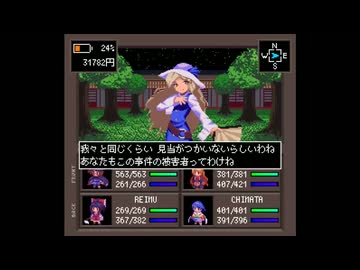 24%
31782円
N
W E
S
我々と同じくらい 見当がつかないらしいわね
あなたもこの事件の被害者ってわけね
FRONT
563/563 381/381
261/266 407/421
BACK
REIMU CHIMATA
269/269 401/401
367/382 391/396